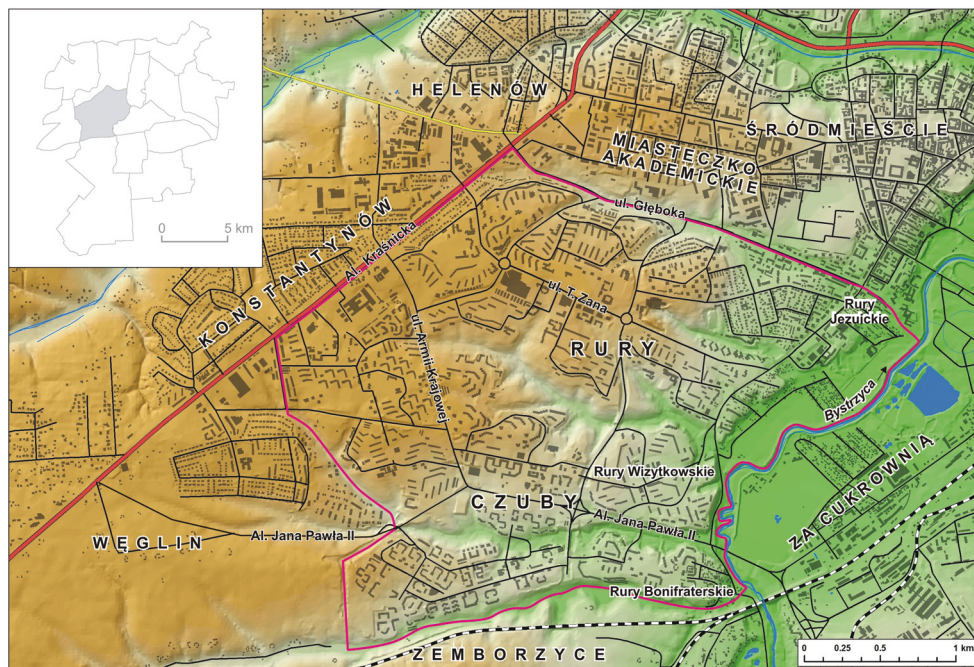 0
5 km
HELENÓW
ŚRÓDMIEŚCIE
MIASTECZKO
AKADEMICKIE
ul. Głęboka
KONSTANTYNÓW
Al. Kraśnicka
ul. T. Zana
Rury
Jezuickie
ul. Armii Krajowej
RURY
Bystrzyca
Rury Wizytkowskie
CZUBY
ZA CUKROWNIĄ
Al. Jana Pawła II
WĘGLIN
Al. Jana Pawła II
Rury Bonifraterskie
ZEMBORZYCE
0 0.25 0.5 1 km